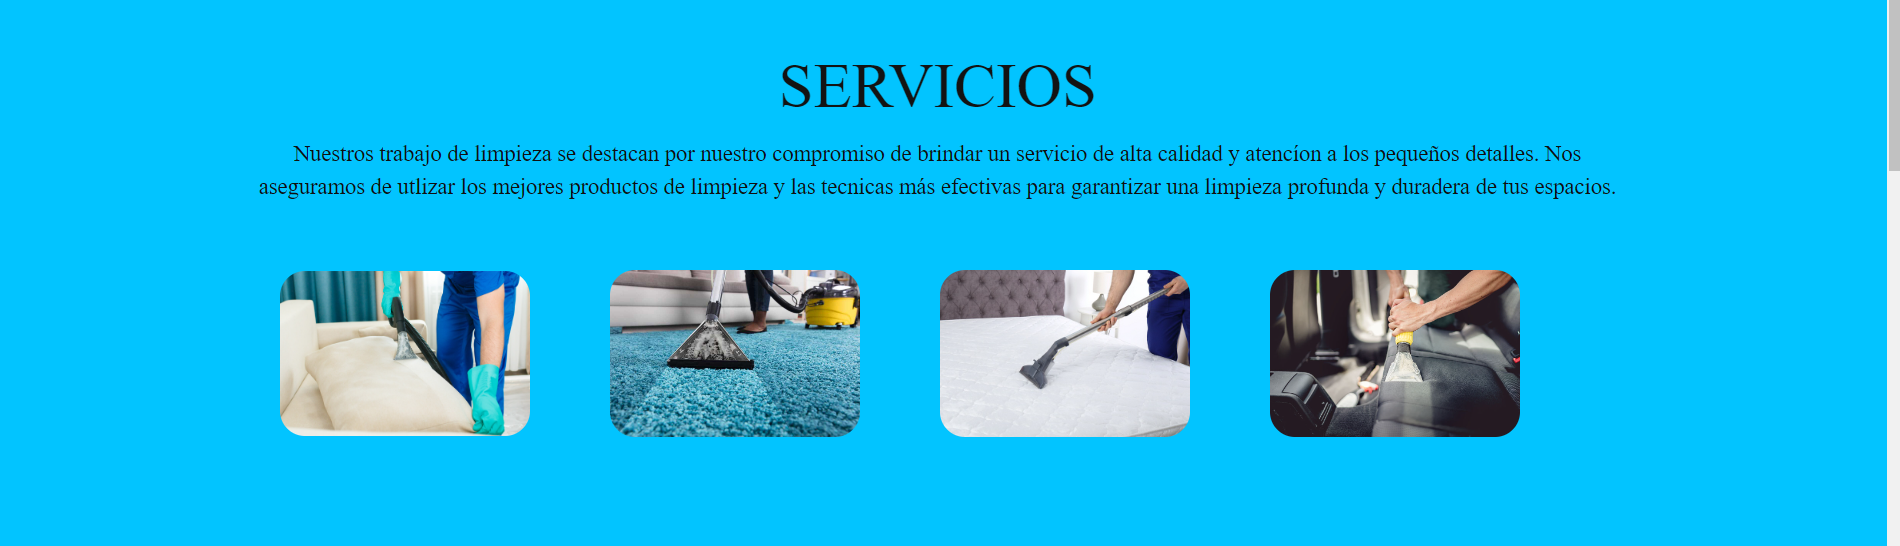 SERVICIOS
Nuestros trabajo de limpieza se destacan por nuestro compromiso de brindar un servicio de alta calidad y atencíon a los pequeños detalles. Nos
aseguramos de utlizar los mejores productos de limpieza y las tecnicas más efectivas para garantizar una limpieza profunda y duradera de tus espacios.